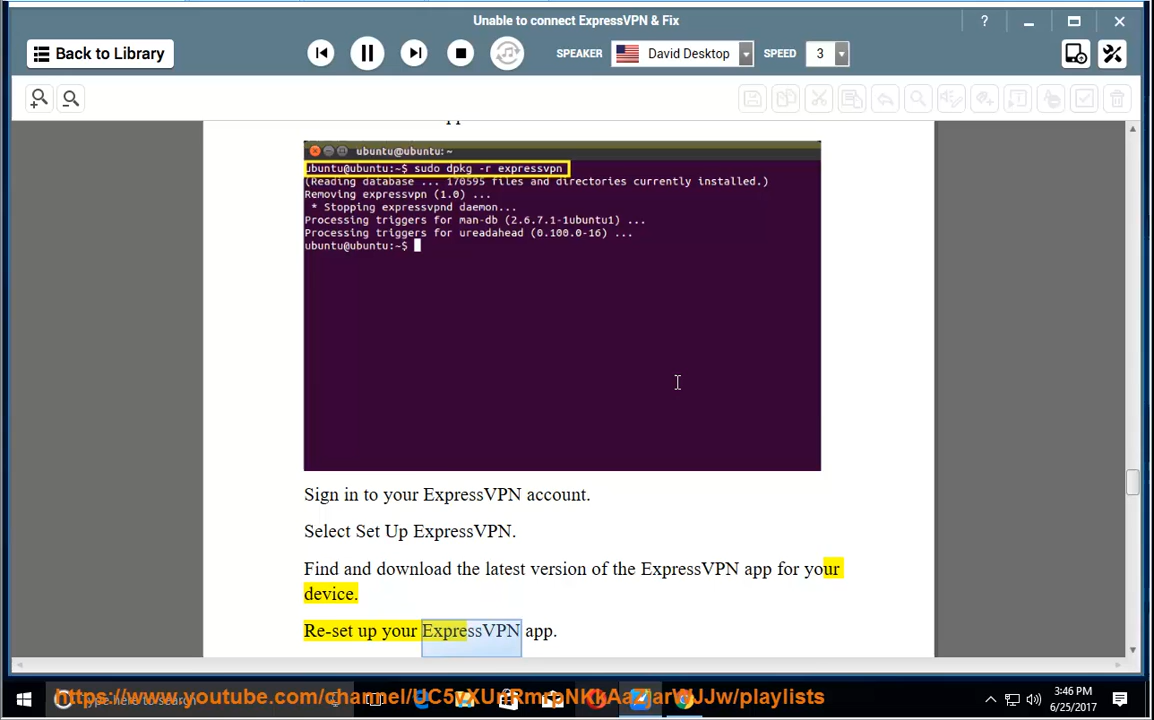 Unable to connect ExpressVPN & Fix
?
Back to Library
SPEAKER
David Desktop
SPEED
3
ubuntu@ubuntu: ~
ubuntu@ubuntu:~$ sudo dpkg -r expressvpn
(Reading database ... 170595 files and directories currently installed.)
Removing expressvpn (1.0) ...
* Stopping expressvpnd daemon...
Processing triggers for man-db (2.6.7.1-1ubuntu1) ...
Processing triggers for ureadahead (0.100.0-16) ...
ubuntu@ubuntu:~$
Sign in to your ExpressVPN account.
Select Set Up ExpressVPN.
Find and download the latest version of the ExpressVPN app for your
device.
Re-set up your ExpressVPN app.
3:46 PM
6/25/2017